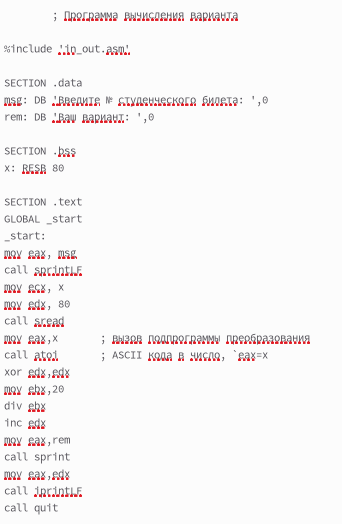 ; Программа вычисления варианта
%include 'in_out.asm'
SECTION .data
msg: DB 'Введите № студенческого билета: ',0
rem: DB 'Ваш вариант: ',0
SECTION .bss
x: RESB 80
SECTION .text
GLOBAL _start
_start:
mov eax, msg
call sprintLF
mov ecx, x
mov edx, 80
call sread
mov eax,x ; вызов подпрограммы преобразования
call atoi ; ASCII кода в число, `eax=x
xor edx,edx
mov ebx,20
div ebx
inc edx
mov eax,rem
call sprint
mov eax,edx
call iprintLF
call quit